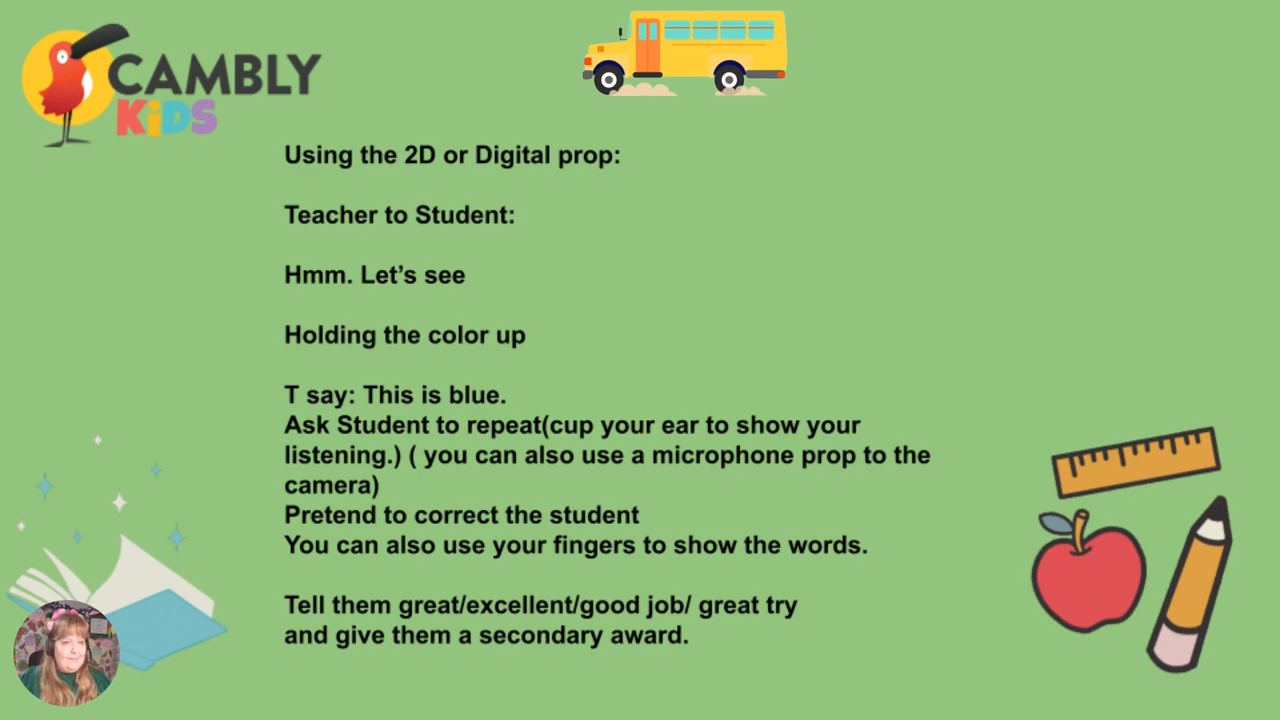 CAMBLY
KiDS
Using the 2D or Digital prop:
Teacher to Student:
Hmm. Let’s see
Holding the color up
T say: This is blue.
Ask Student to repeat(cup your ear to show your
listening.) ( you can also use a microphone prop to the
camera)
Pretend to correct the student
You can also use your fingers to show the words.
Tell them great/excellent/good job/ great try
and give them a secondary award.